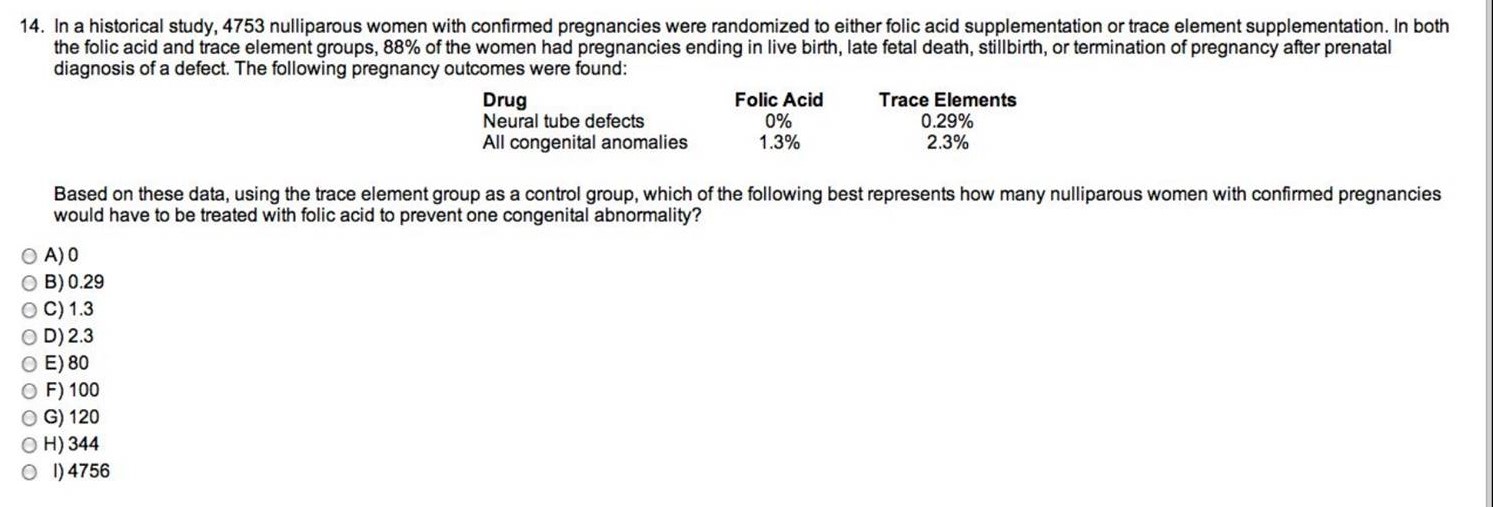 14. In a historical study, 4753 nulliparous women with confirmed pregnancies were randomized to either folic acid supplementation or trace element supplementation. In both
the folic acid and trace element groups, 88% of the women had pregnancies ending in live birth, late fetal death, stillbirth, or termination of pregnancy after prenatal
diagnosis of a defect. The following pregnancy outcomes were found:
Drug Folic Acid Trace Elements
Neural tube defects 0% 0.29%
All congenital anomalies 1.3% 2.3%
Based on these data, using the trace element group as a control group, which of the following best represents how many nulliparous women with confirmed pregnancies
would have to be treated with folic acid to prevent one congenital abnormality?
A) 0
B) 0.29
C) 1.3
D) 2.3
E) 80
F) 100
G) 120
H) 344
I) 4756